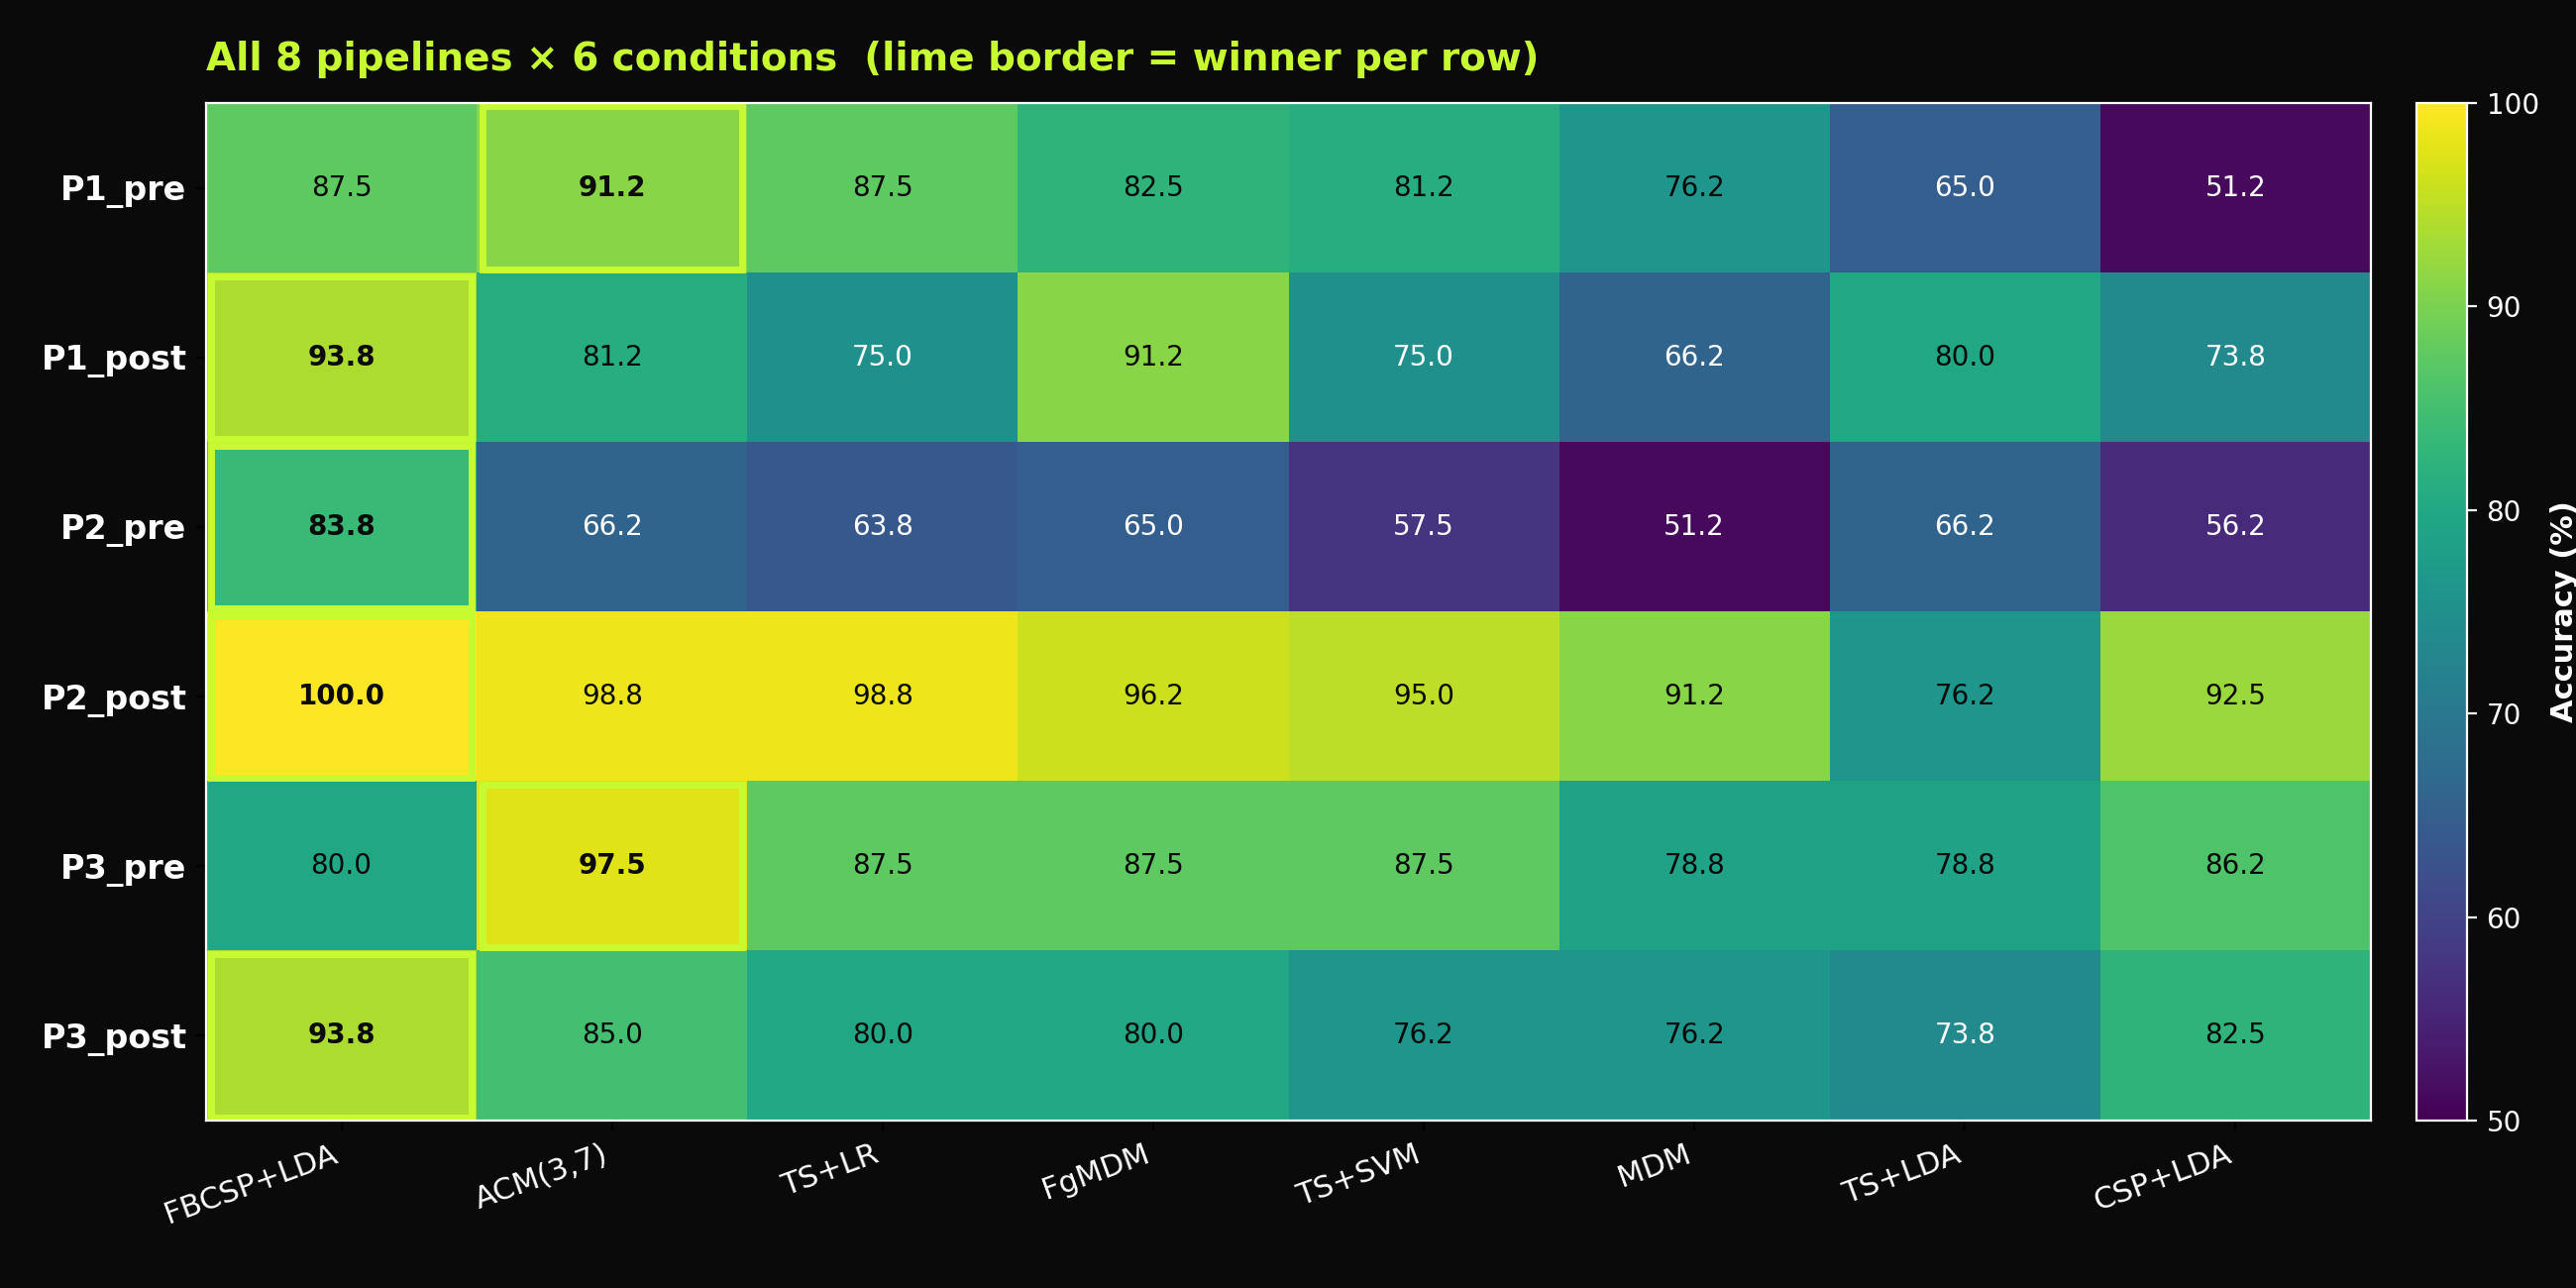 All 8 pipelines × 6 conditions (lime border = winner per row)
P1_pre 87.5 91.2 87.5 82.5 81.2 76.2 65.0 51.2
P1_post 93.8 81.2 75.0 91.2 75.0 66.2 80.0 73.8
P2_pre 83.8 66.2 63.8 65.0 57.5 51.2 66.2 56.2
P2_post 100.0 98.8 98.8 96.2 95.0 91.2 76.2 92.5
P3_pre 80.0 97.5 87.5 87.5 87.5 78.8 78.8 86.2
P3_post 93.8 85.0 80.0 80.0 76.2 76.2 73.8 82.5
FBCSP+LDA ACM(3,7) TS+LR FgMDM TS+SVM MDM TS+LDA CSP+LDA
100
90
80
70
60
50
Accuracy (%)